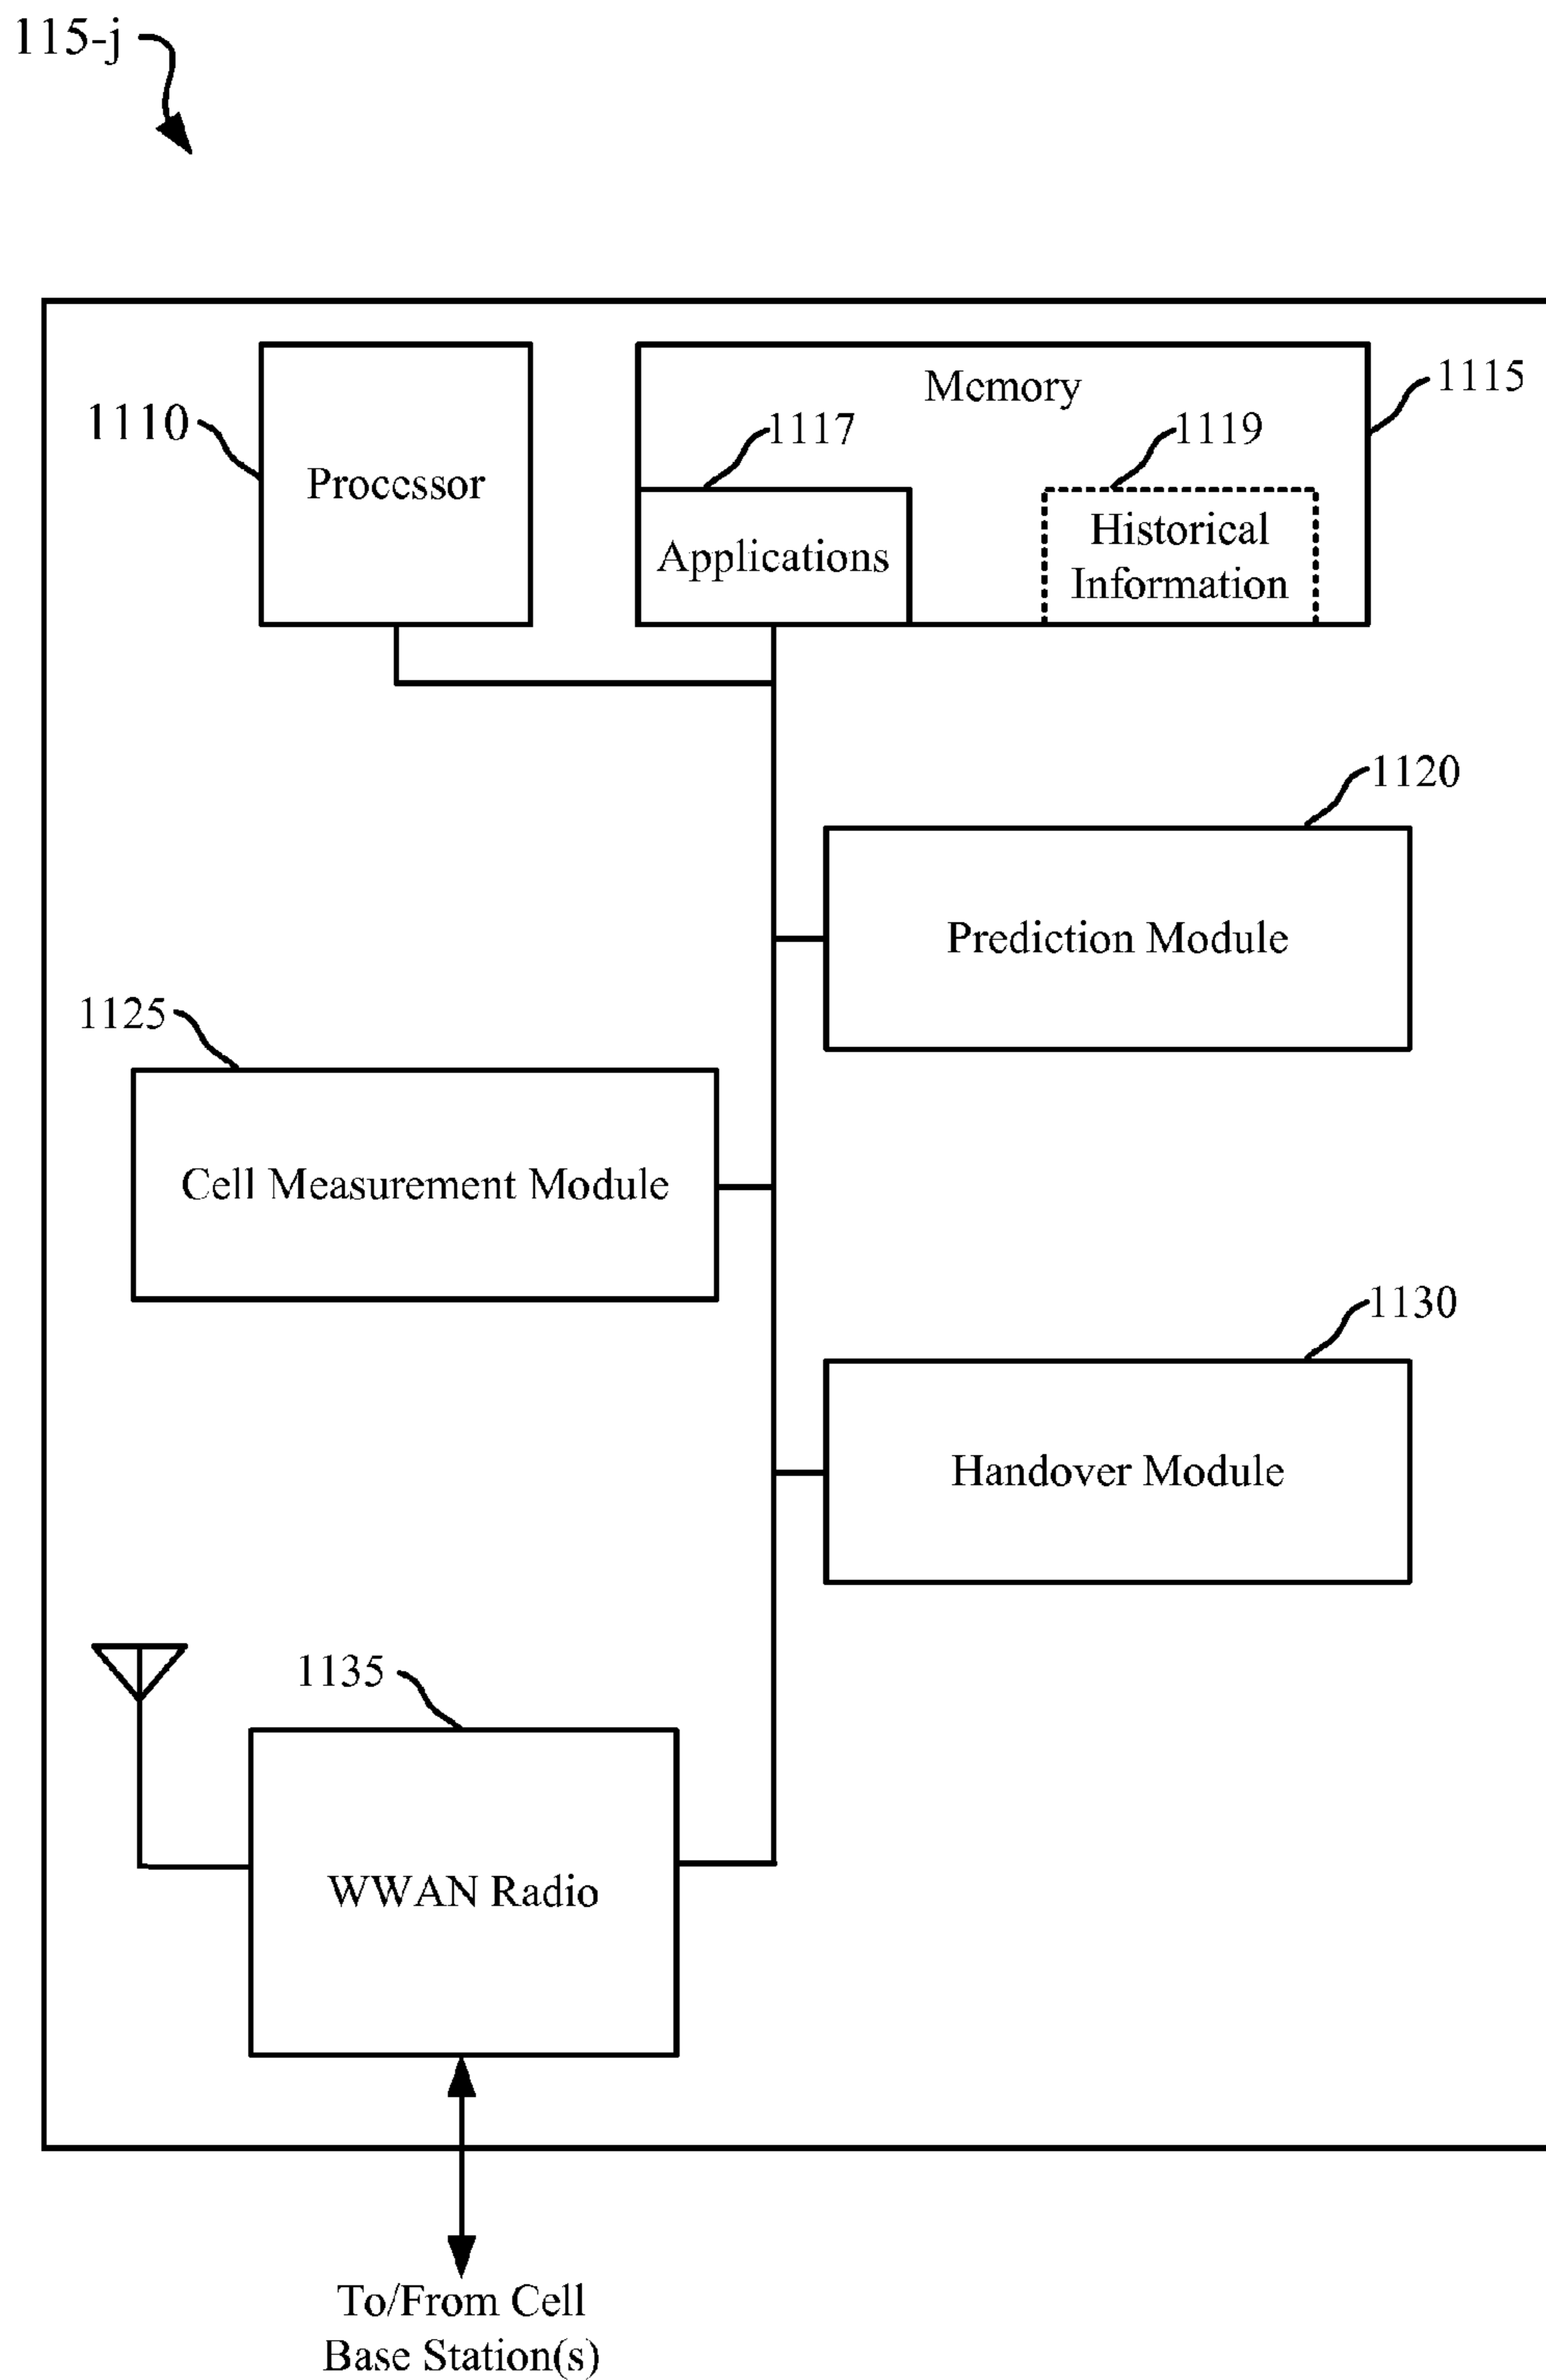 115-j
Memory
1115
1117
1119
1110
Processor
Applications
Historical
Information
1120
Prediction Module
1125
Cell Measurement Module
1130
Handover Module
1135
WWAN Radio
To/From Cell
Base Station(s)